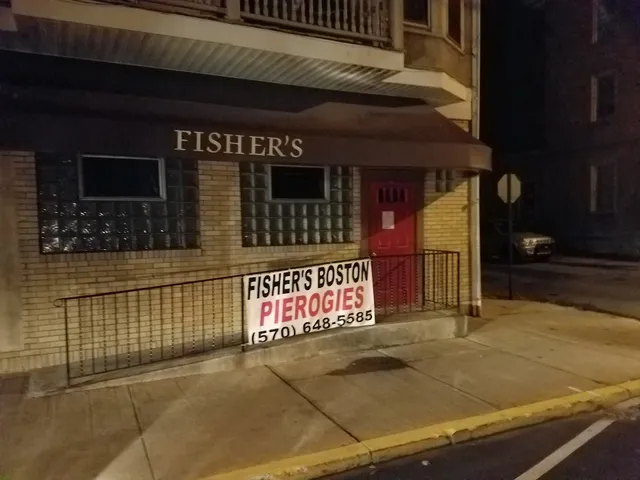 FISHER'S
FISHER'S BOSTON
PIEROGIES
(570) 648-5585